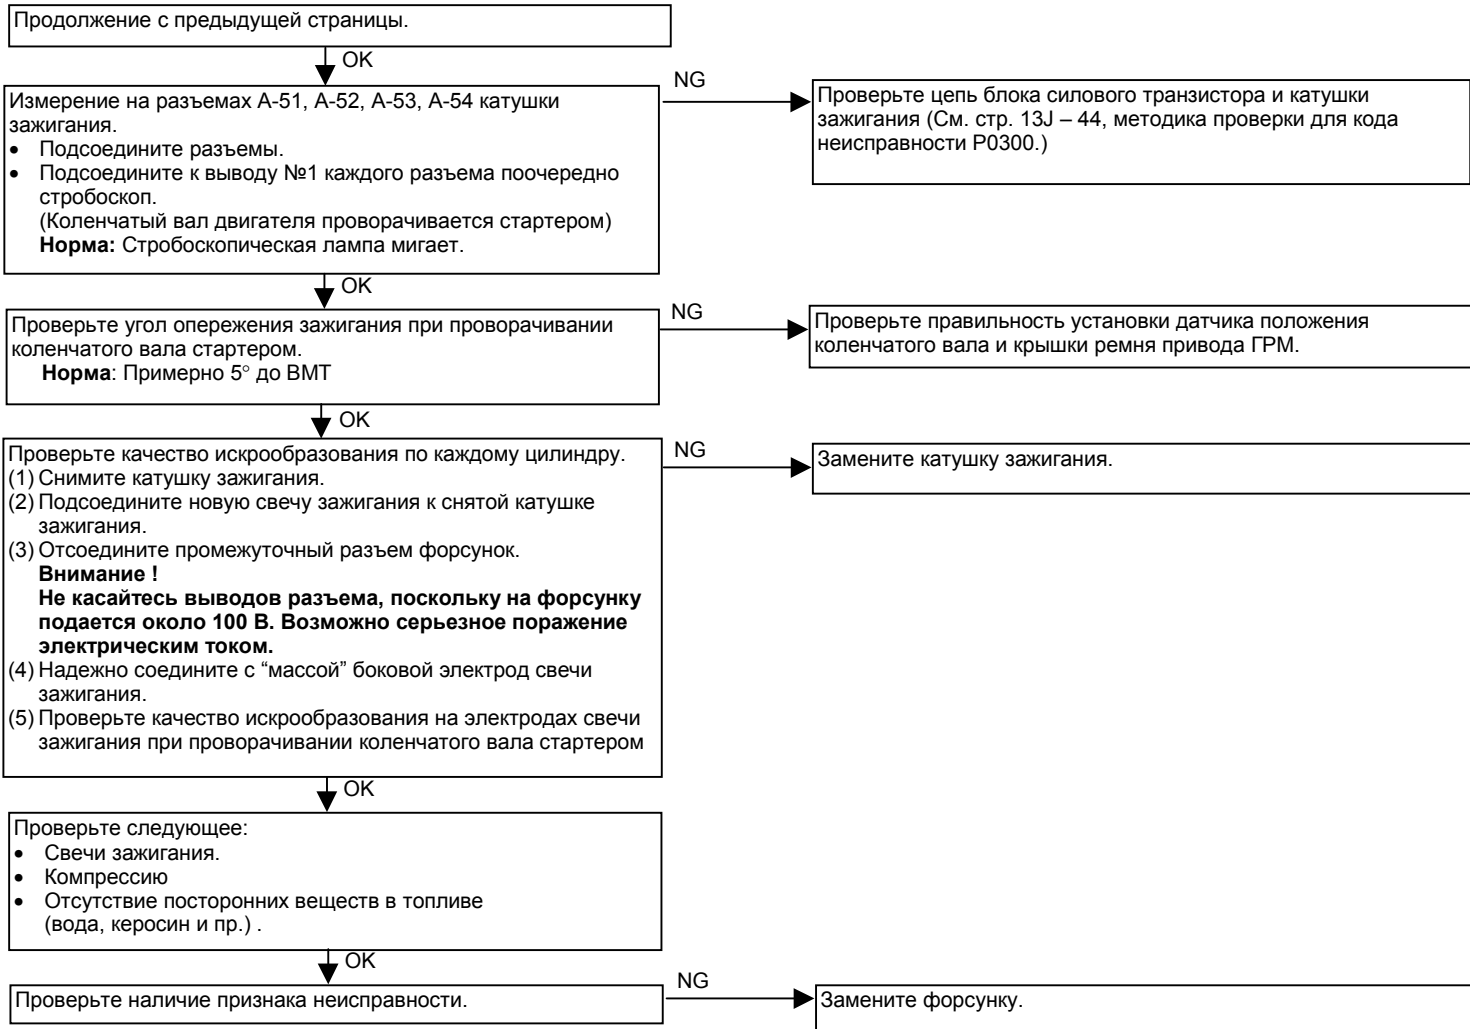 Продолжение с предыдущей страницы.
OK
Измерение на разъемах А-51, А-52, А-53, А-54 катушки
зажигания.
• Подсоедините разъемы.
• Подсоедините к выводу №1 каждого разъема поочередно
стробоскоп.
(Коленчатый вал двигателя проворачивается стартером)
Норма: Стробоскопическая лампа мигает.
NG
Проверьте цепь блока силового транзистора и катушки
зажигания (См. стр. 13J – 44, методика проверки для кода
неисправности P0300.)
OK
Проверьте угол опережения зажигания при проворачивании
коленчатого вала стартером.
Норма: Примерно 5° до ВМТ
NG
Проверьте правильность установки датчика положения
коленчатого вала и крышки ремня привода ГРМ.
OK
Проверьте качество искрообразования по каждому цилиндру.
(1) Снимите катушку зажигания.
(2) Подсоедините новую свечу зажигания к снятой катушке
зажигания.
(3) Отсоедините промежуточный разъем форсунок.
Внимание !
Не касайтесь выводов разъема, поскольку на форсунку
подается около 100 В. Возможно серьезное поражение
электрическим током.
(4) Надежно соедините с “массой” боковой электрод свечи
зажигания.
(5) Проверьте качество искрообразования на электродах свечи
зажигания при проворачивании коленчатого вала стартером
NG
Замените катушку зажигания.
OK
Проверьте следующее:
• Свечи зажигания.
• Компрессию
• Отсутствие посторонних веществ в топливе
(вода, керосин и пр.) .
OK
Проверьте наличие признака неисправности.
NG
Замените форсунку.